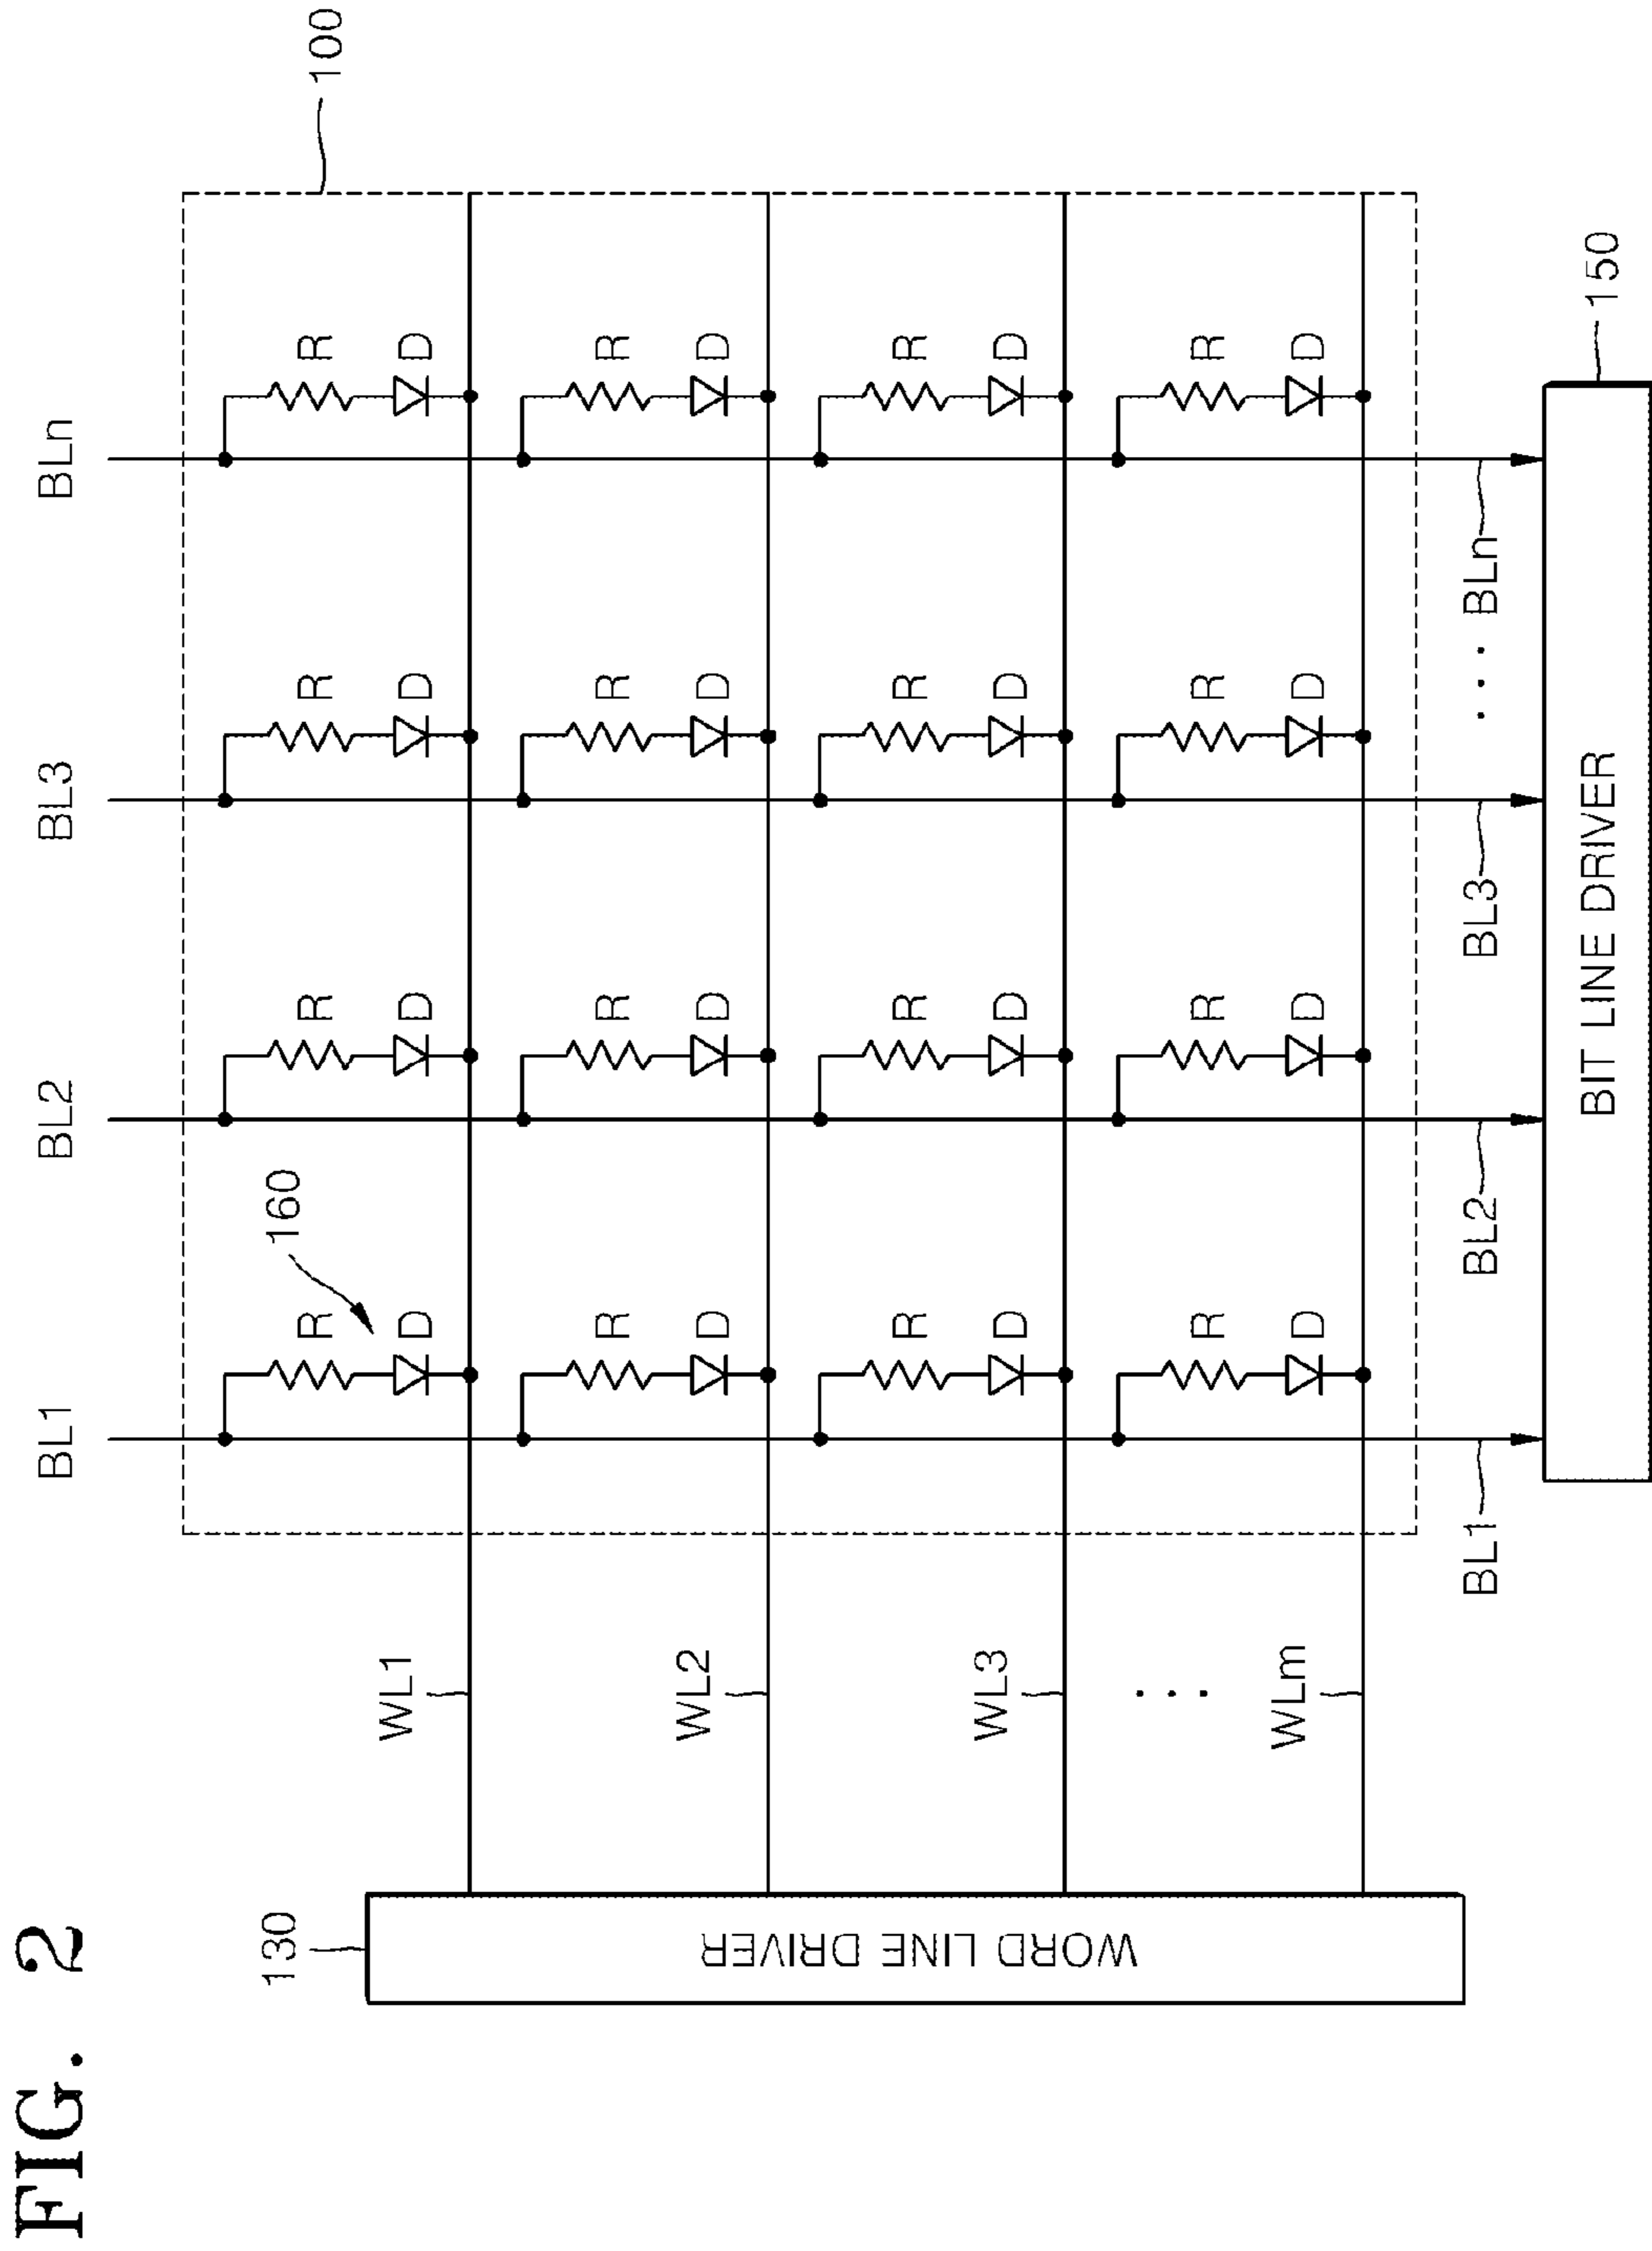 FIG. 2
BL1 BL2 BL3 BLn
130
160
100
R R R R
WL1
D D D D
R R R R
WL2
D D D D
R R R R
WL3
D D D D
...
R R R R
WLm
D D D D
WORD LINE DRIVER
BL1 BL2 BL3 ... BLn
BIT LINE DRIVER
150